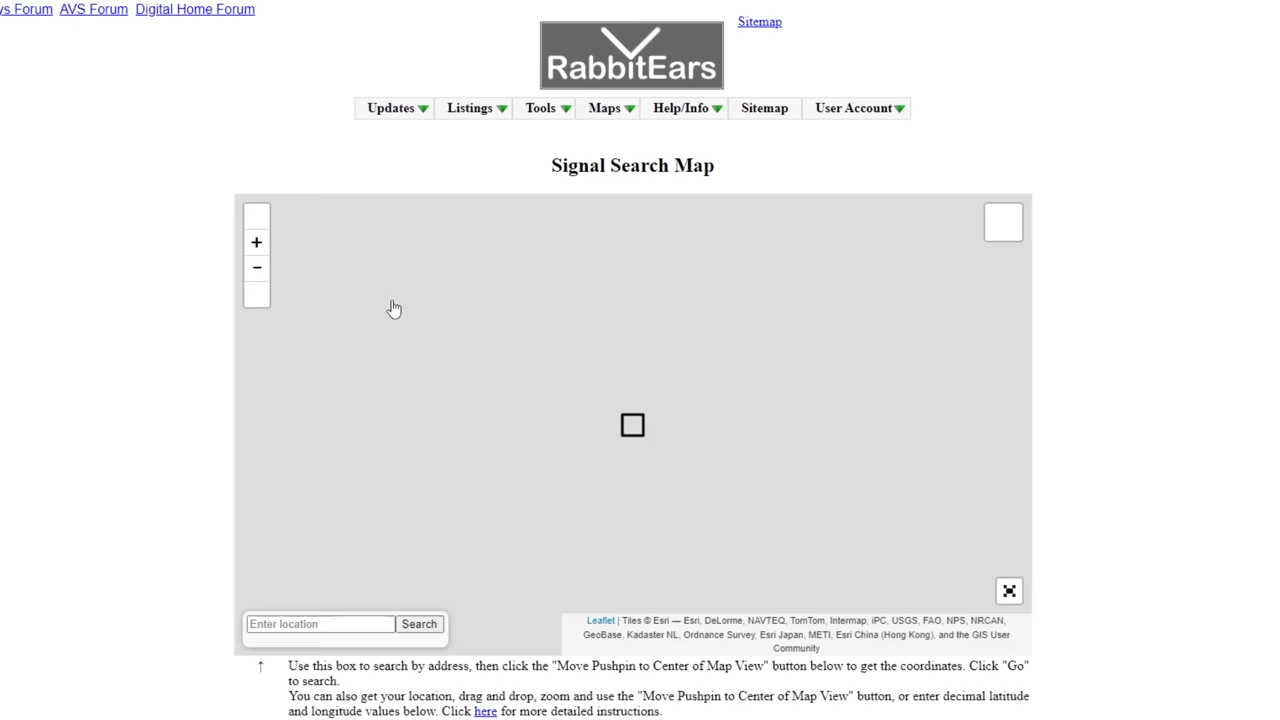 ys Forum AVS Forum Digital Home Forum
Sitemap
RabbitEars
Updates Listings Tools Maps Help/Info Sitemap User Account
Signal Search Map
+
−
Enter location Search
Leaflet | Tiles © Esri — Esri, DeLorme, NAVTEQ, TomTom, Intermap, iPC, USGS, FAO, NPS, NRCAN,
GeoBase, Kadaster NL, Ordnance Survey, Esri Japan, METI, Esri China (Hong Kong), and the GIS User
Community
↑ Use this box to search by address, then click the "Move Pushpin to Center of Map View" button below to get the coordinates. Click "Go"
to search.
You can also get your location, drag and drop, zoom and use the "Move Pushpin to Center of Map View" button, or enter decimal latitude
and longitude values below. Click here for more detailed instructions.